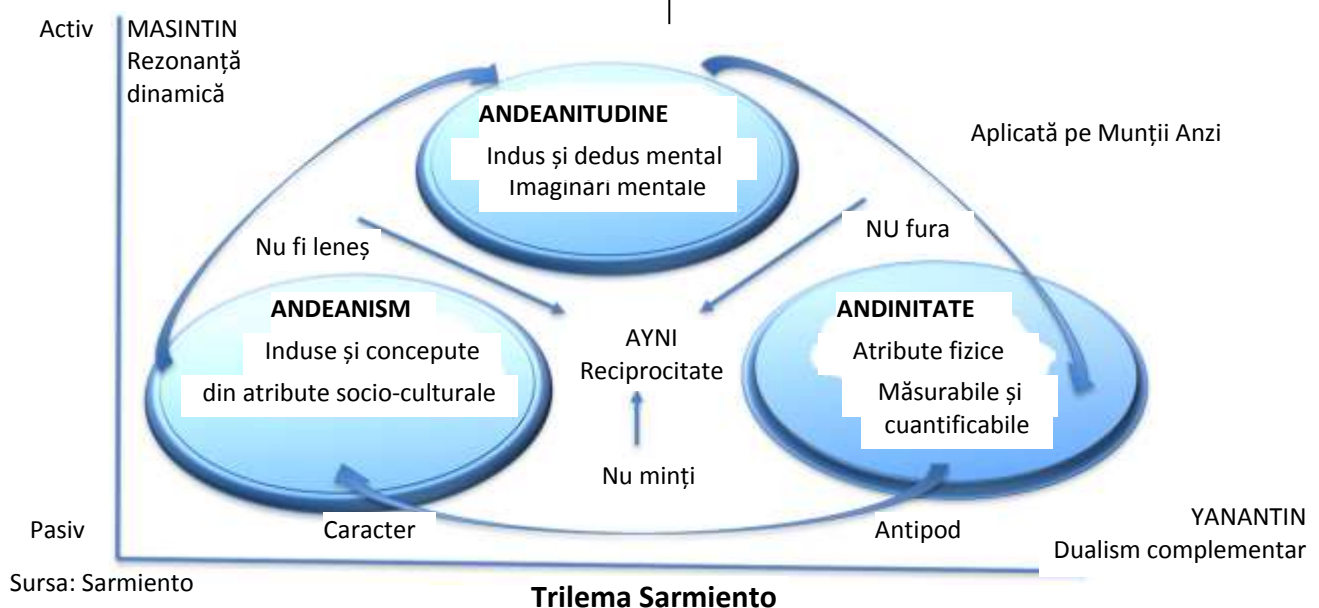 Activ
MASINTIN
Rezonanță
dinamică
ANDEANITUDINE
Indus și dedus mental
Imaginări mentale
Aplicată pe Munții Anzi
Nu fi leneș
NU fura
ANDEANISM
Induse și concepute
din atribute socio-culturale
AYNI
Reciprocitate
ANDINITATE
Atribute fizice
Măsurabile și
cuantificabile
Nu minți
Pasiv
Caracter
Antipod
YANANTIN
Dualism complementar
Sursa: Sarmiento
Trilema Sarmiento